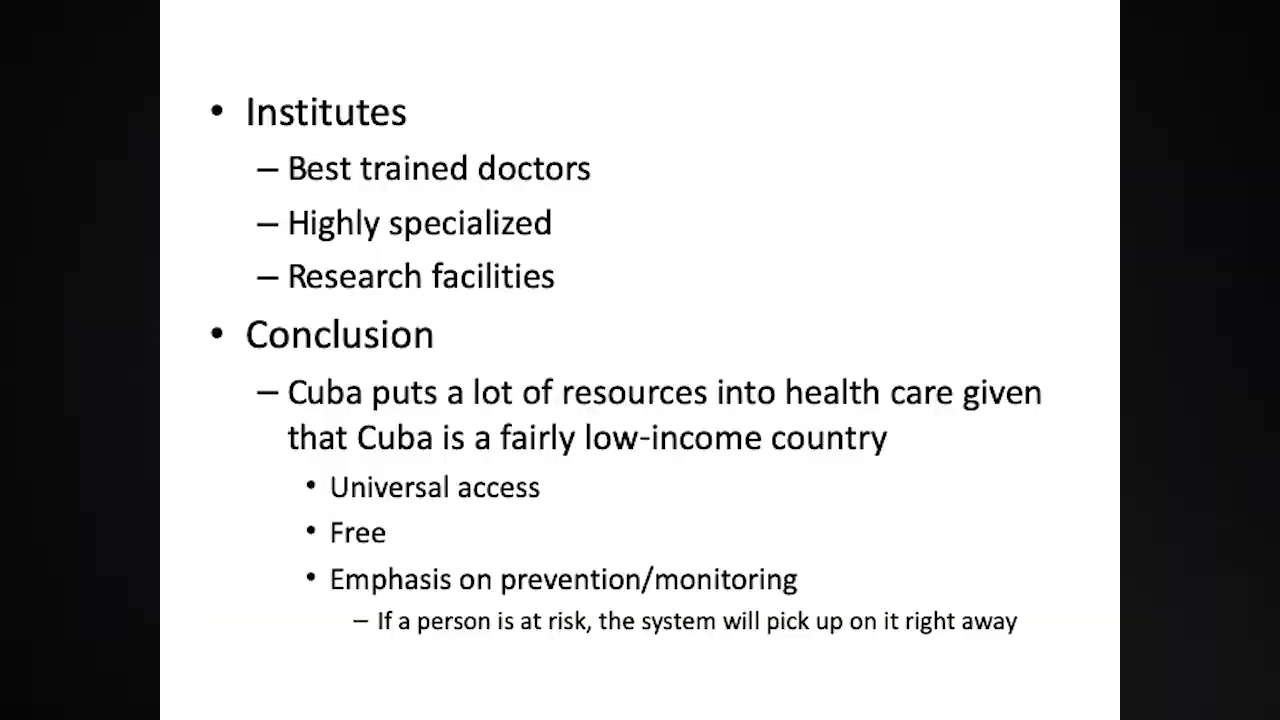 • Institutes
– Best trained doctors
– Highly specialized
– Research facilities
• Conclusion
– Cuba puts a lot of resources into health care given
that Cuba is a fairly low-income country
• Universal access
• Free
• Emphasis on prevention/monitoring
– If a person is at risk, the system will pick up on it right away